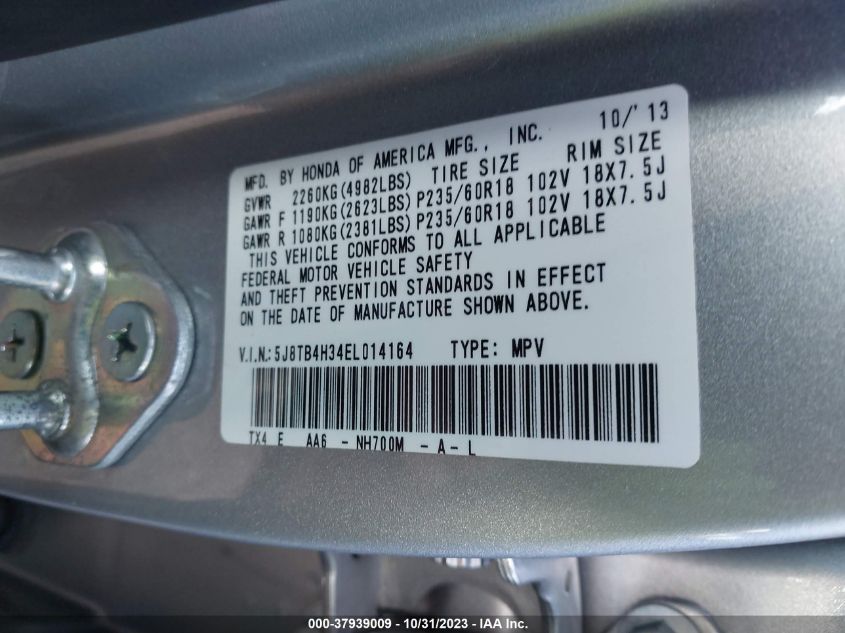 MFD. BY HONDA OF AMERICA MFG., INC. 10/'13
GVWR 2260KG(4982LBS) TIRE SIZE RIM SIZE
GAWR F 1190KG(2623LBS) P235/60R18 102V 18X7.5J
GAWR R 1080KG(2381LBS) P235/60R18 102V 18X7.5J
THIS VEHICLE CONFORMS TO ALL APPLICABLE
FEDERAL MOTOR VEHICLE SAFETY
AND THEFT PREVENTION STANDARDS IN EFFECT
ON THE DATE OF MANUFACTURE SHOWN ABOVE.
V.I.N.: 5J8TB4H34EL014164 TYPE: MPV
TX4 E AA6 - NH700M - A - L
000-37939009 - 10/31/2023 - IAA Inc.